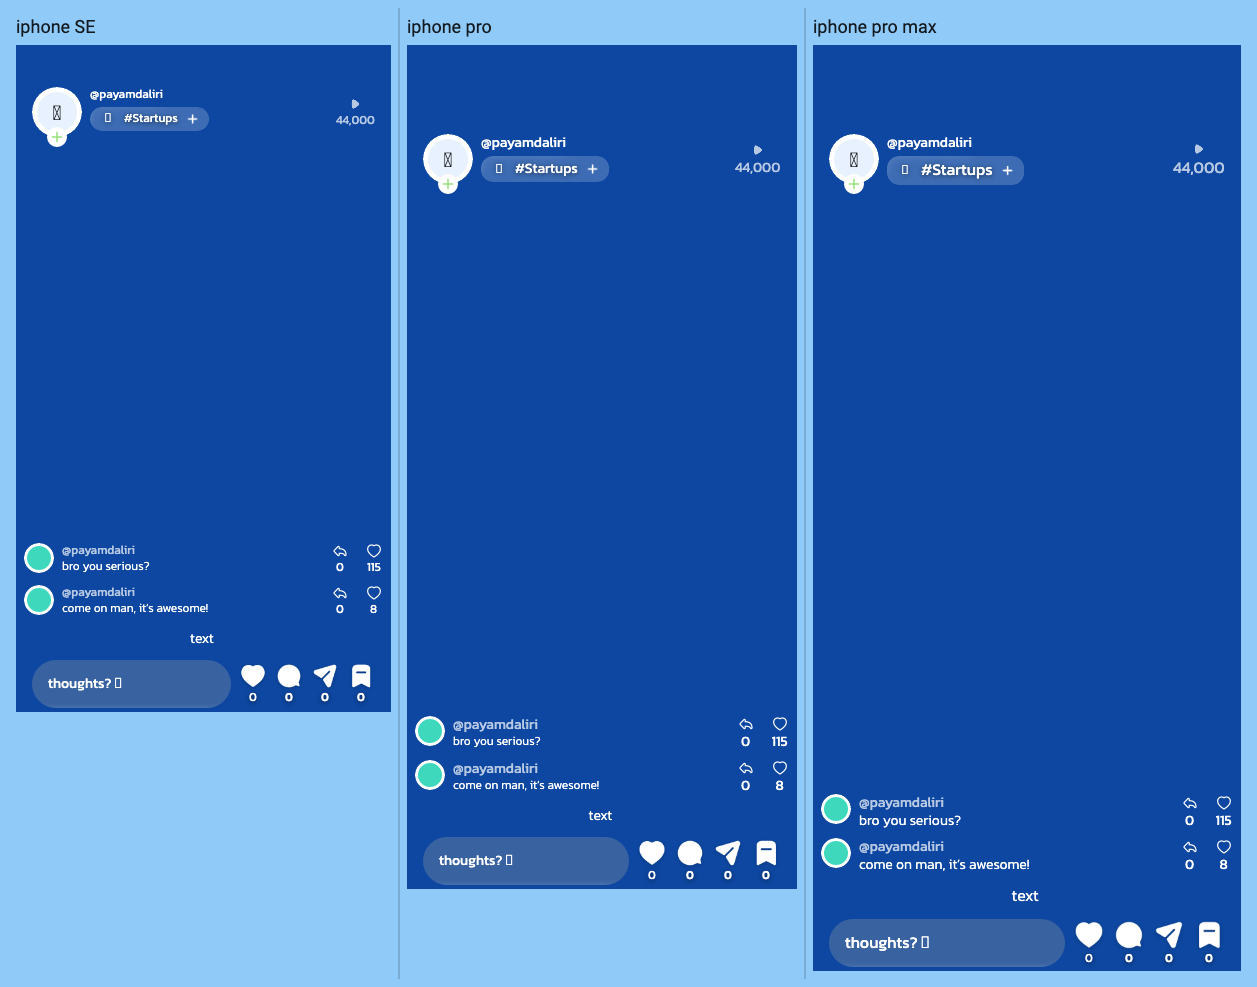 iphone SE
@payamdaliri
#Startups +
44,000
@payamdaliri
bro you serious?
0 115
@payamdaliri
come on man, it's awesome!
0 8
text
thoughts?
0 0 0 0
iphone pro
@payamdaliri
#Startups +
44,000
@payamdaliri
bro you serious?
0 115
@payamdaliri
come on man, it's awesome!
0 8
text
thoughts?
0 0 0 0
iphone pro max
@payamdaliri
#Startups +
44,000
@payamdaliri
bro you serious?
0 115
@payamdaliri
come on man, it's awesome!
0 8
text
thoughts?
0 0 0 0